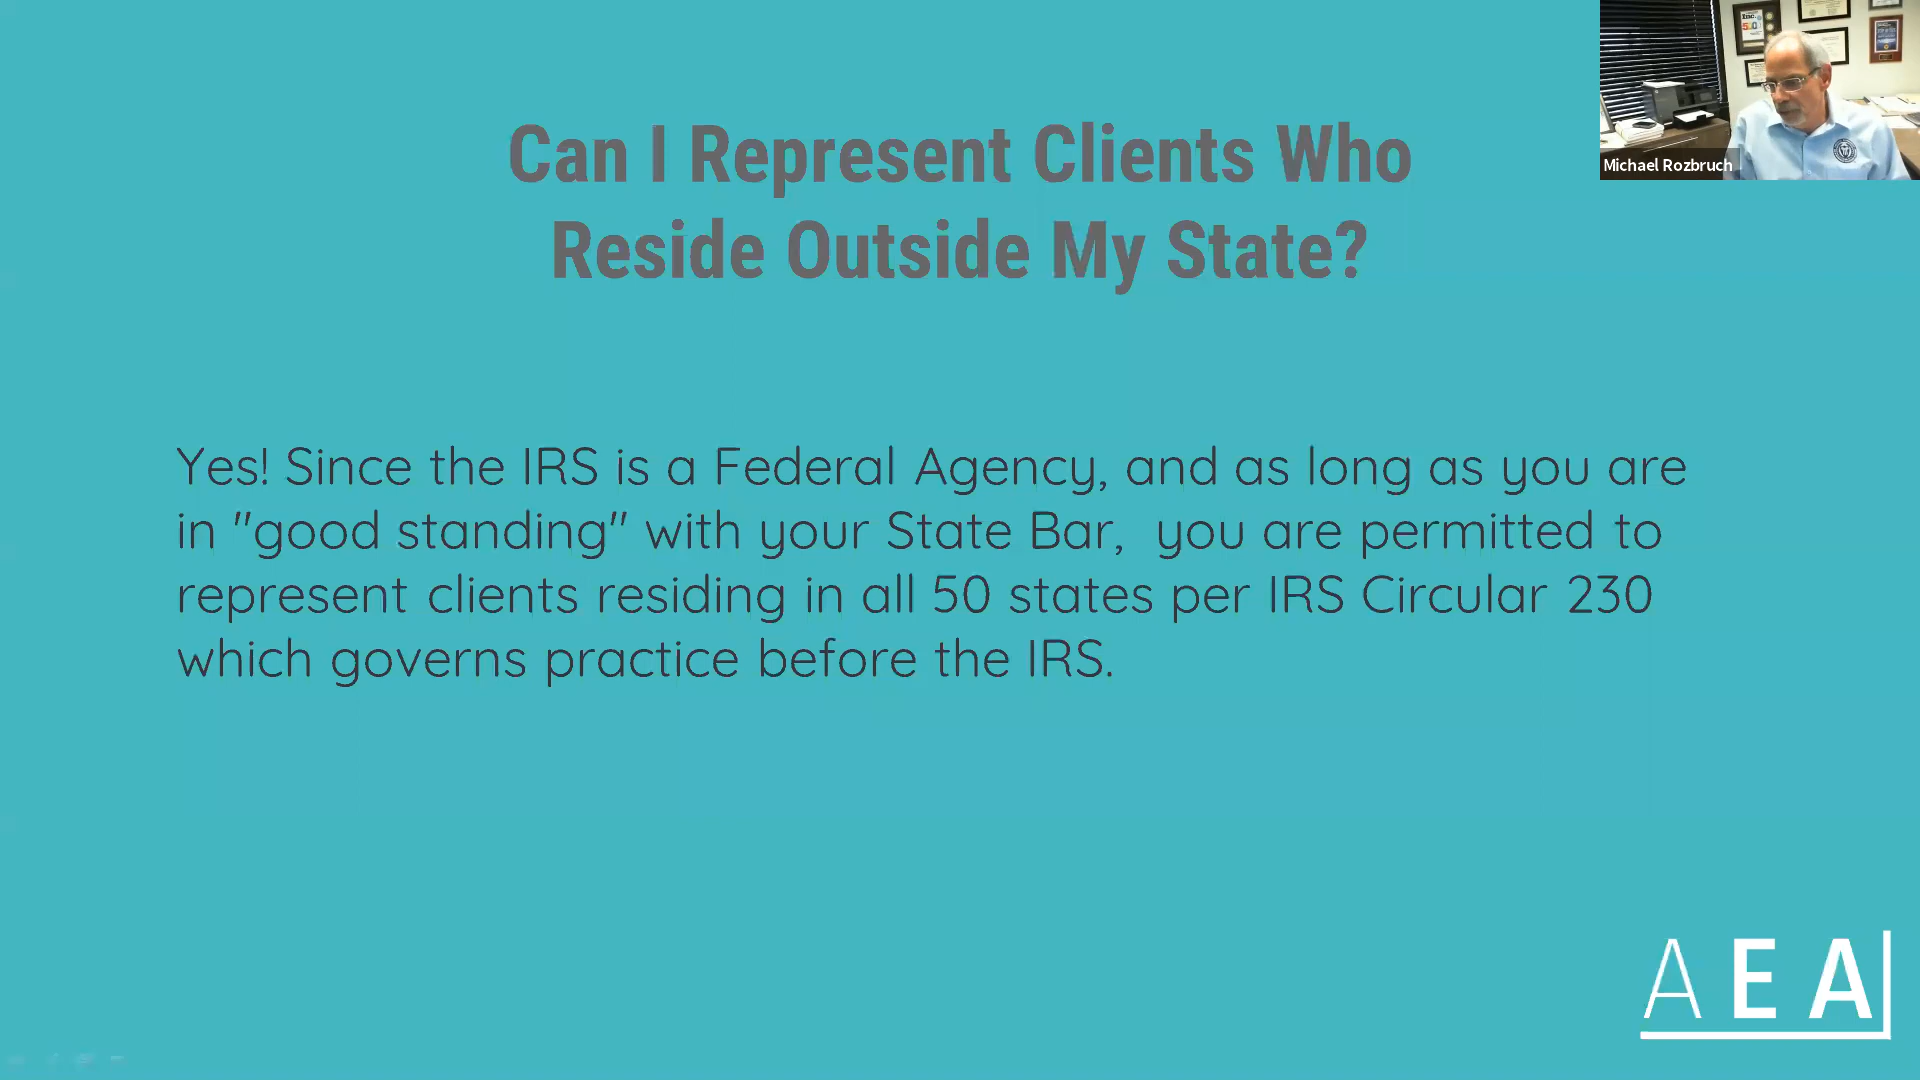 Can I Represent Clients Who
Reside Outside My State?
Yes! Since the IRS is a Federal Agency, and as long as you are
in "good standing" with your State Bar,  you are permitted to
represent clients residing in all 50 states per IRS Circular 230
which governs practice before the IRS.
Michael Rozbruch
Inc.
AEA